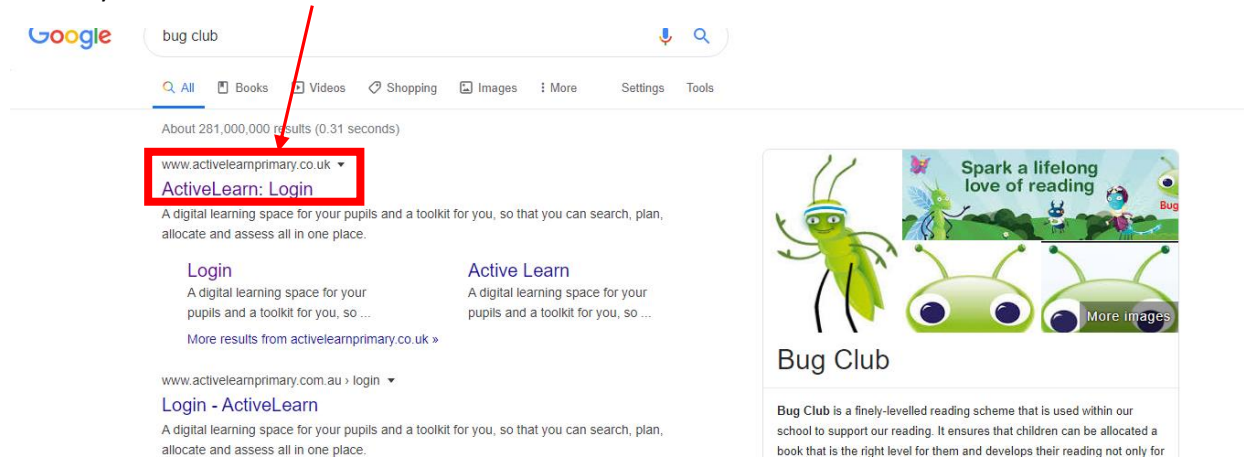 Google
bug club
All Books Videos Shopping Images More Settings Tools
About 281,000,000 results (0.31 seconds)
www.activelearnprimary.co.uk
ActiveLearn: Login
A digital learning space for your pupils and a toolkit for you, so that you can search, plan,
allocate and assess all in one place.
Login
A digital learning space for your
pupils and a toolkit for you, so ...
Active Learn
A digital learning space for your
pupils and a toolkit for you, so ...
More results from activelearnprimary.co.uk »
www.activelearnprimary.com.au › login
Login - ActiveLearn
A digital learning space for your pupils and a toolkit for you, so that you can search, plan,
allocate and assess all in one place.
Spark a lifelong
love of reading
Bug
More images
Bug Club
Bug Club is a finely-levelled reading scheme that is used within our
school to support our reading. It ensures that children can be allocated a
book that is the right level for them and develops their reading not only for